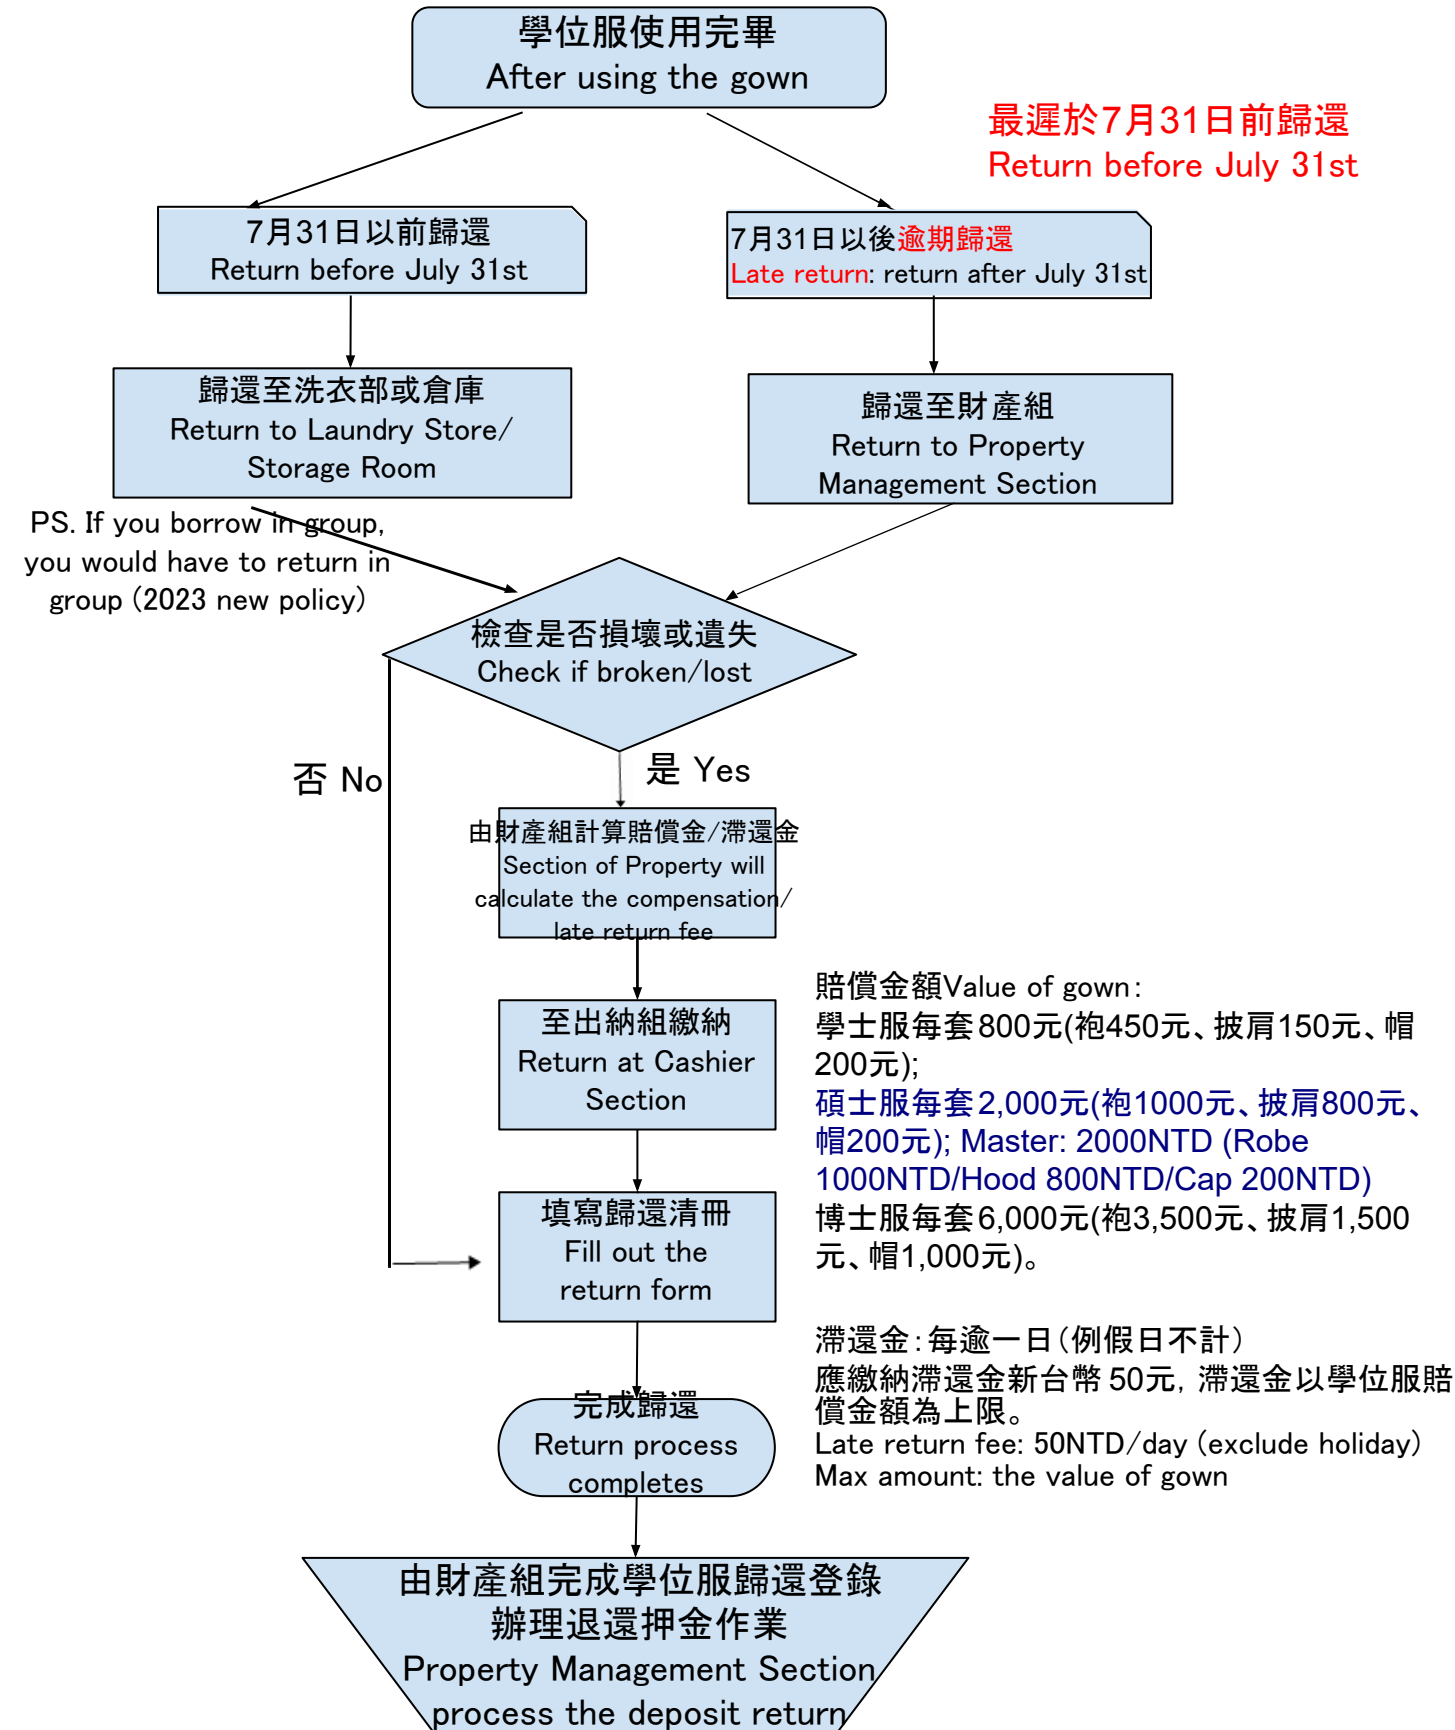 學位服使用完畢
After using the gown
最遲於7月31日前歸還
Return before July 31st
7月31日以前歸還
Return before July 31st
7月31日以後逾期歸還
Late return: return after July 31st
歸還至洗衣部或倉庫
Return to Laundry Store/
Storage Room
歸還至財產組
Return to Property
Management Section
PS. If you borrow in group,
you would have to return in
group (2023 new policy)
檢查是否損壞或遺失
Check if broken/lost
否 No
是 Yes
由財產組計算賠償金/滯還金
Section of Property will
calculate the compensation/
late return fee
至出納組繳納
Return at Cashier
Section
填寫歸還清冊
Fill out the
return form
完成歸還
Return process
completes
賠償金額Value of gown:
學士服每套800元(袍450元、披肩150元、帽
200元);
碩士服每套2,000元(袍1000元、披肩800元、
帽200元); Master: 2000NTD (Robe
1000NTD/Hood 800NTD/Cap 200NTD)
博士服每套6,000元(袍3,500元、披肩1,500
元、帽1,000元)。
滯還金:每逾一日(例假日不計)
應繳納滯還金新台幣50元, 滯還金以學位服賠
償金額為上限。
Late return fee: 50NTD/day (exclude holiday)
Max amount: the value of gown
由財產組完成學位服歸還登錄
辦理退還押金作業
Property Management Section
process the deposit return